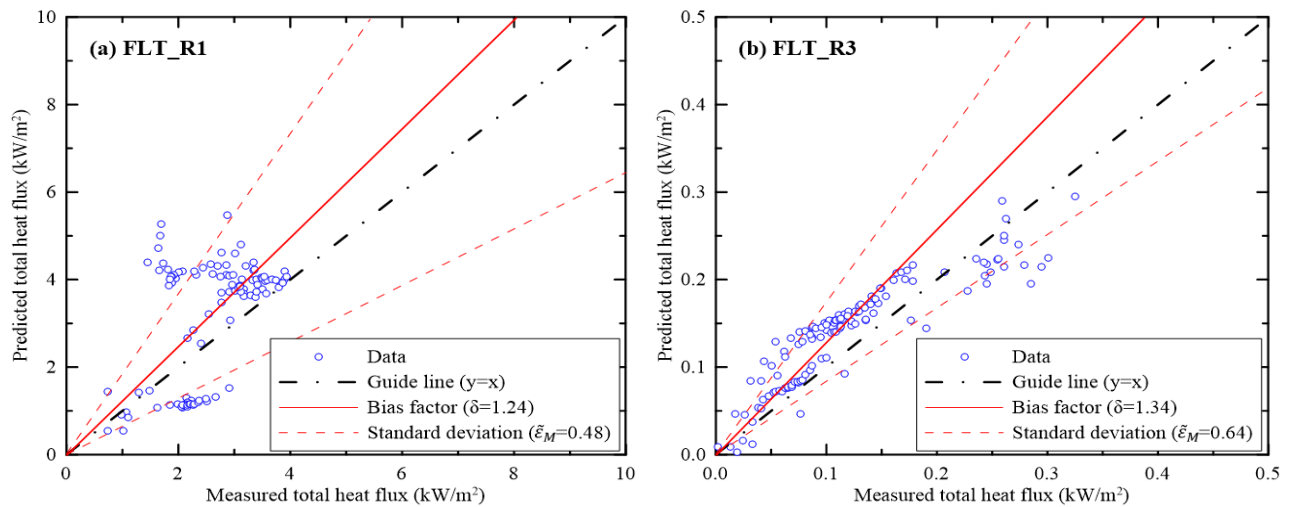 (a) FLT_R1
Predicted total heat flux (kW/m²)
10
8
6
4
2
0
0 2 4 6 8 10
Measured total heat flux (kW/m²)
Data
Guide line (y=x)
Bias factor (δ=1.24)
Standard deviation (ε̃_M=0.48)
(b) FLT_R3
Predicted total heat flux (kW/m²)
0.5
0.4
0.3
0.2
0.1
0.0
0.0 0.1 0.2 0.3 0.4 0.5
Measured total heat flux (kW/m²)
Data
Guide line (y=x)
Bias factor (δ=1.34)
Standard deviation (ε̃_M=0.64)